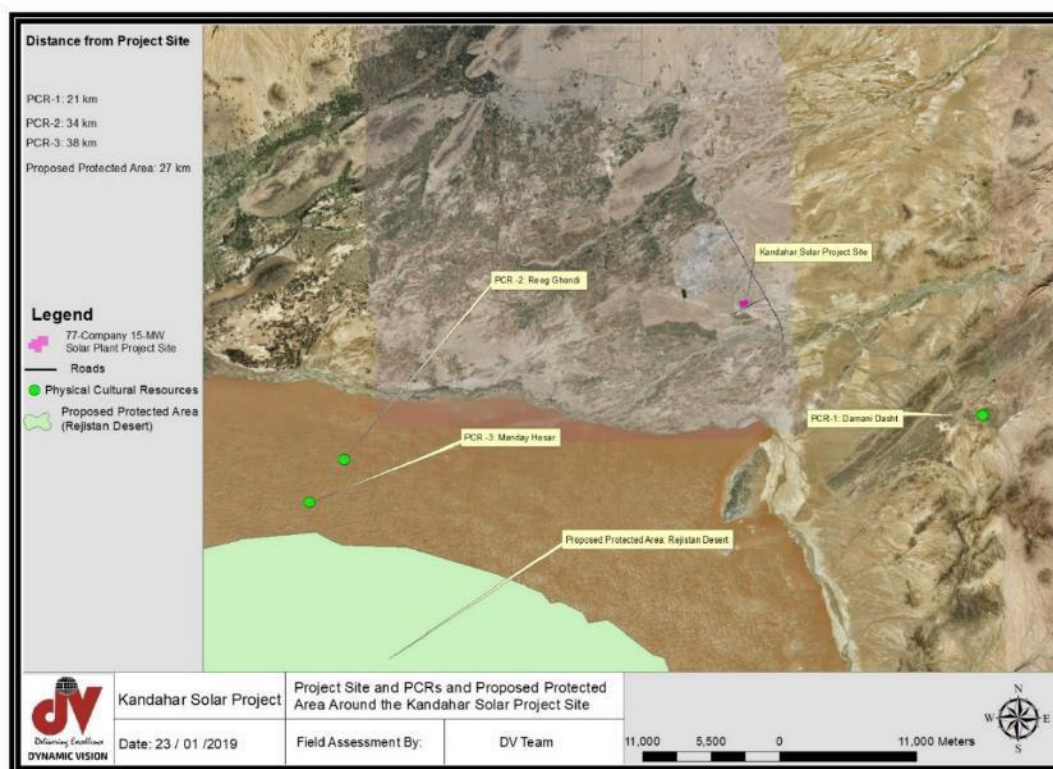 Distance from Project Site
PCR-1: 21 km
PCR-2: 34 km
PCR-3: 38 km
Proposed Protected Area: 27 km
Kandahar Solar Project Site
PCR -2: Reeg Ghondi
PCR-1: Damani Dasht
PCR -3: Manday Hesar
Proposed Protected Area: Rejistan Desert
Legend
77-Company 15-MW
Solar Plant Project Site
Roads
Physical Cultural Resources
Proposed Protected Area
(Rejistan Desert)
dv
Delivering Excellence
DYNAMIC VISION
Kandahar Solar Project
Date: 23 / 01 /2019
Project Site and PCRs and Proposed Protected
Area Around the Kandahar Solar Project Site
Field Assessment By:
DV Team
N
W
E
S
11,000
5,500
0
11,000 Meters